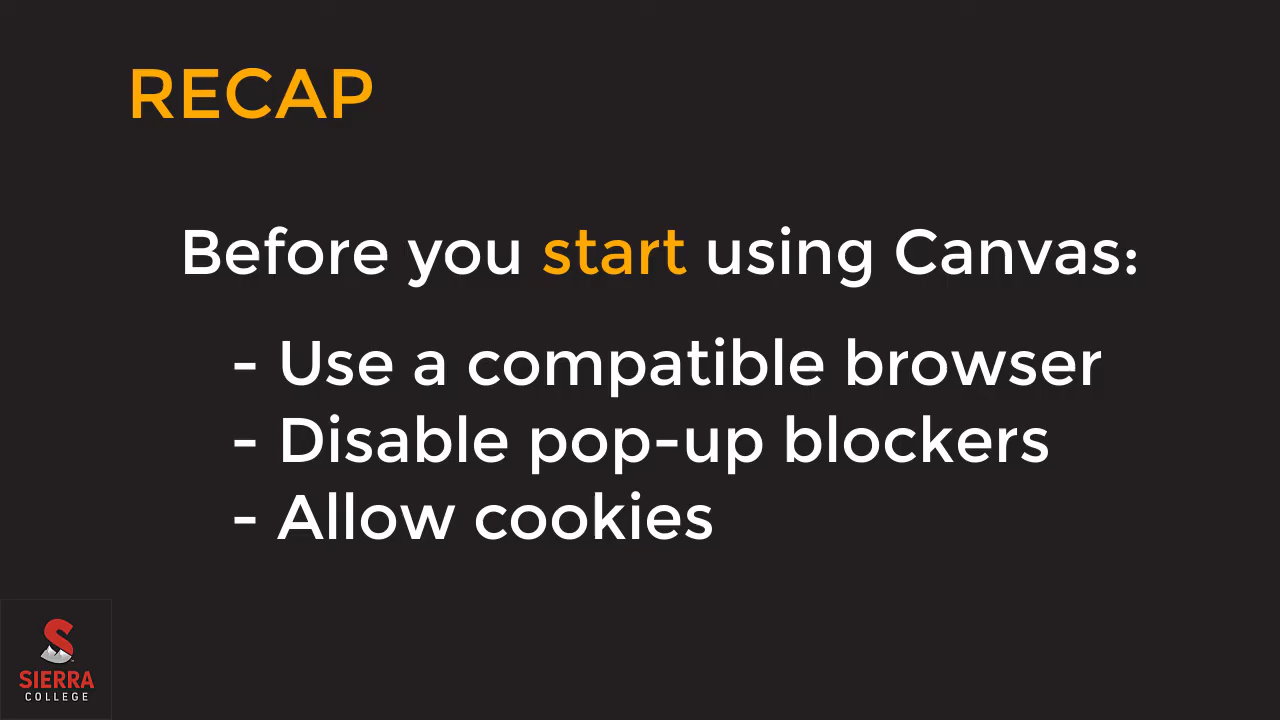 RECAP
Before you start using Canvas:
- Use a compatible browser
- Disable pop-up blockers
- Allow cookies
SIERRA
COLLEGE